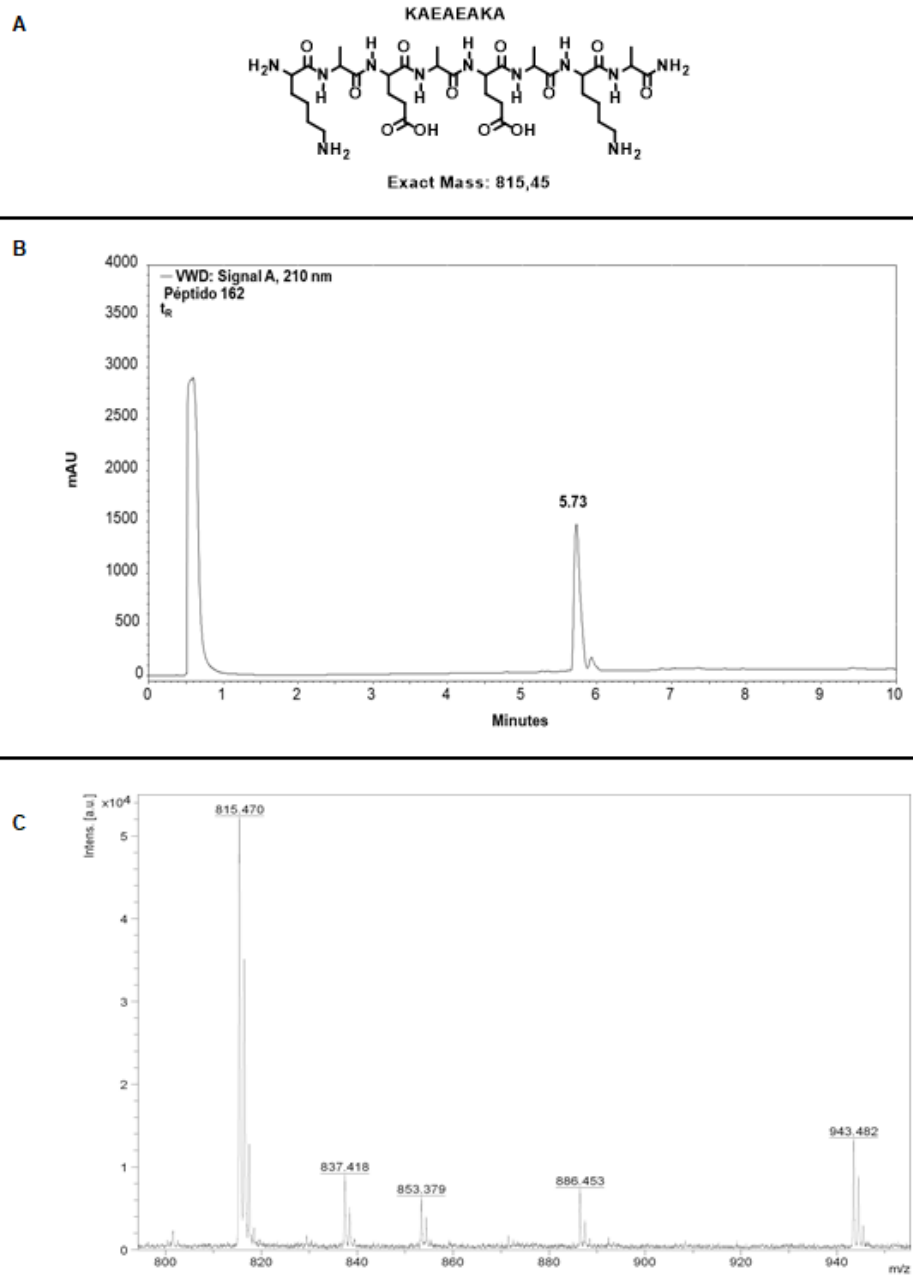 A
KAEAEAKA
H₂N
O
N
H
H
N
O
O
N
H
H
N
O
O
N
H
H
N
O
O
N
H
O
NH₂
O
OH
O
OH
NH₂
NH₂
Exact Mass: 815,45
B
4000
3500
3000
2500
2000
1500
1000
500
0
mAU
— VWD: Signal A, 210 nm
Péptido 162
tR
5.73
0 1 2 3 4 5 6 7 8 9 10
Minutes
C
Intens. [a.u.]
x10⁴
5
4
3
2
1
0
815.470
837.418
853.379
886.453
943.482
800 820 840 860 880 900 920 940
m/z